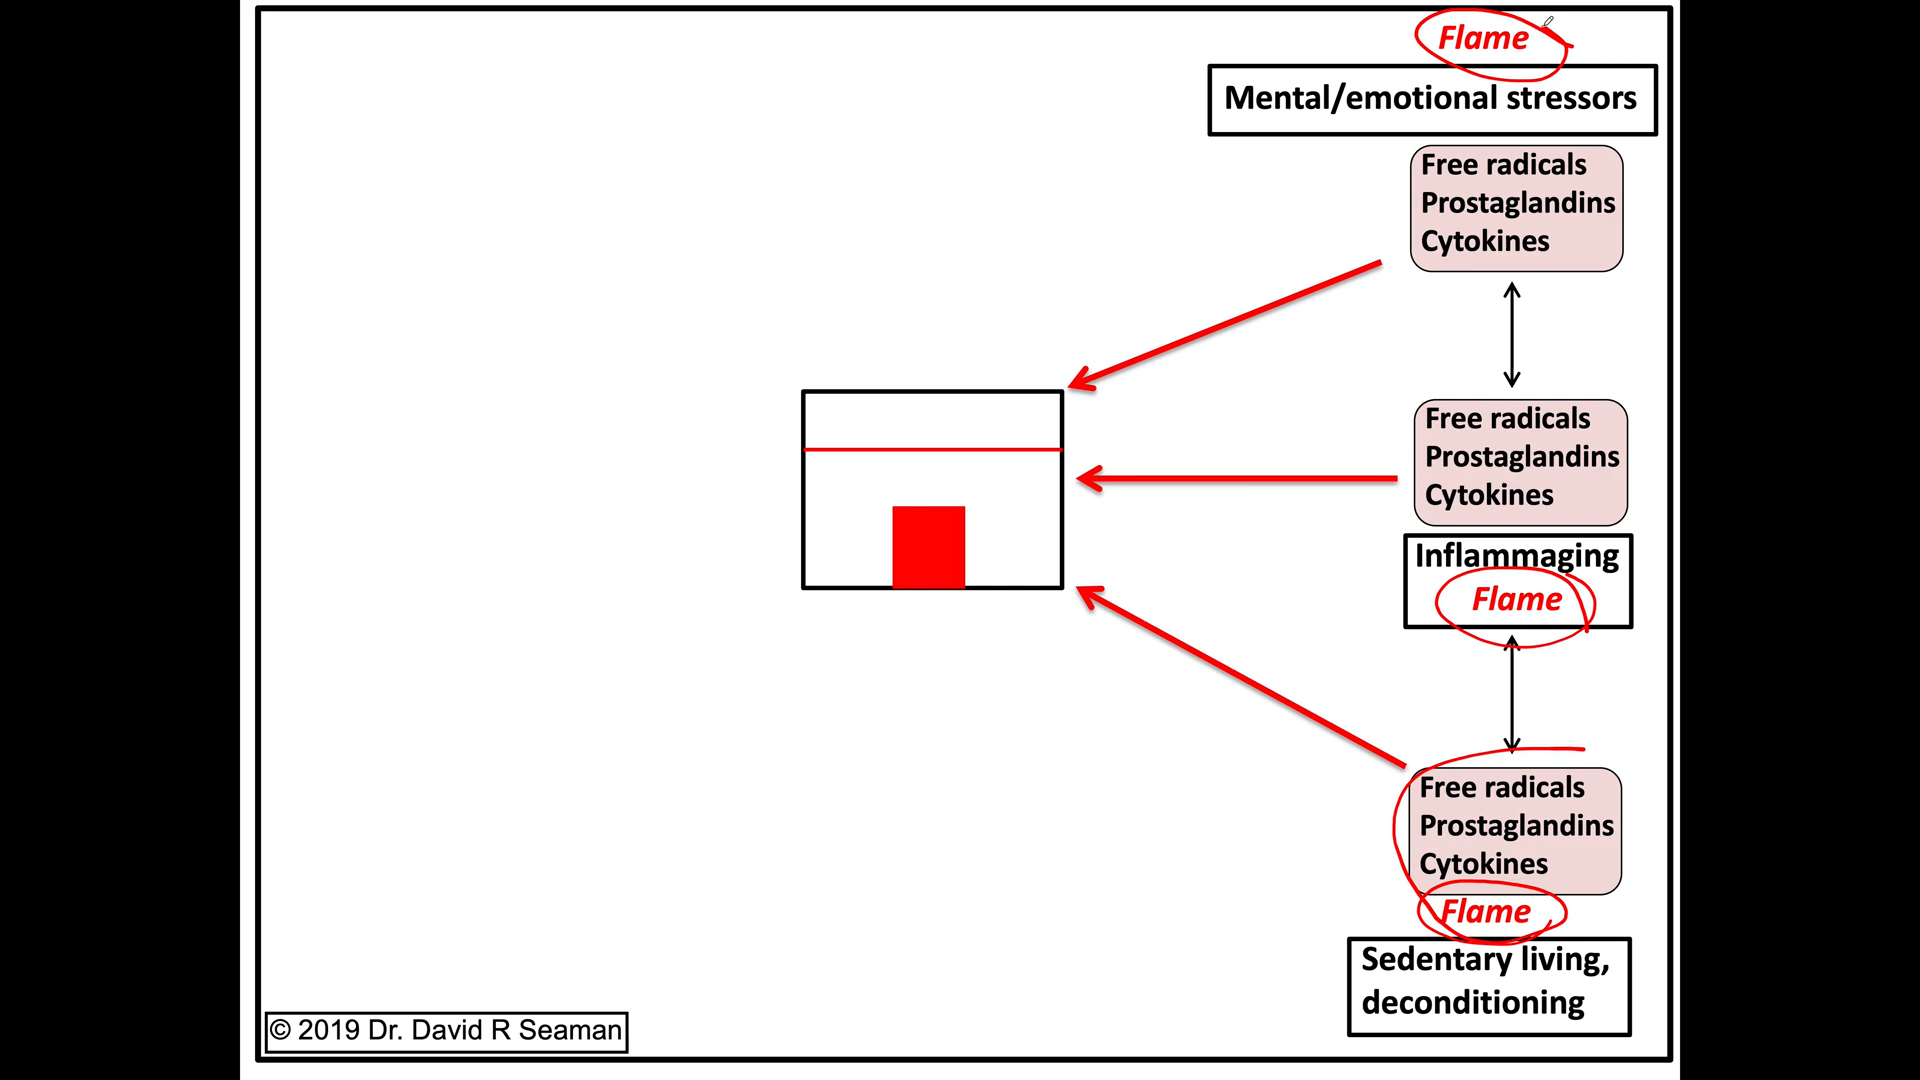 Flame
Mental/emotional stressors
Free radicals
Prostaglandins
Cytokines
Free radicals
Prostaglandins
Cytokines
Inflammaging
Flame
Free radicals
Prostaglandins
Cytokines
Flame
Sedentary living,
deconditioning
© 2019 Dr. David R Seaman